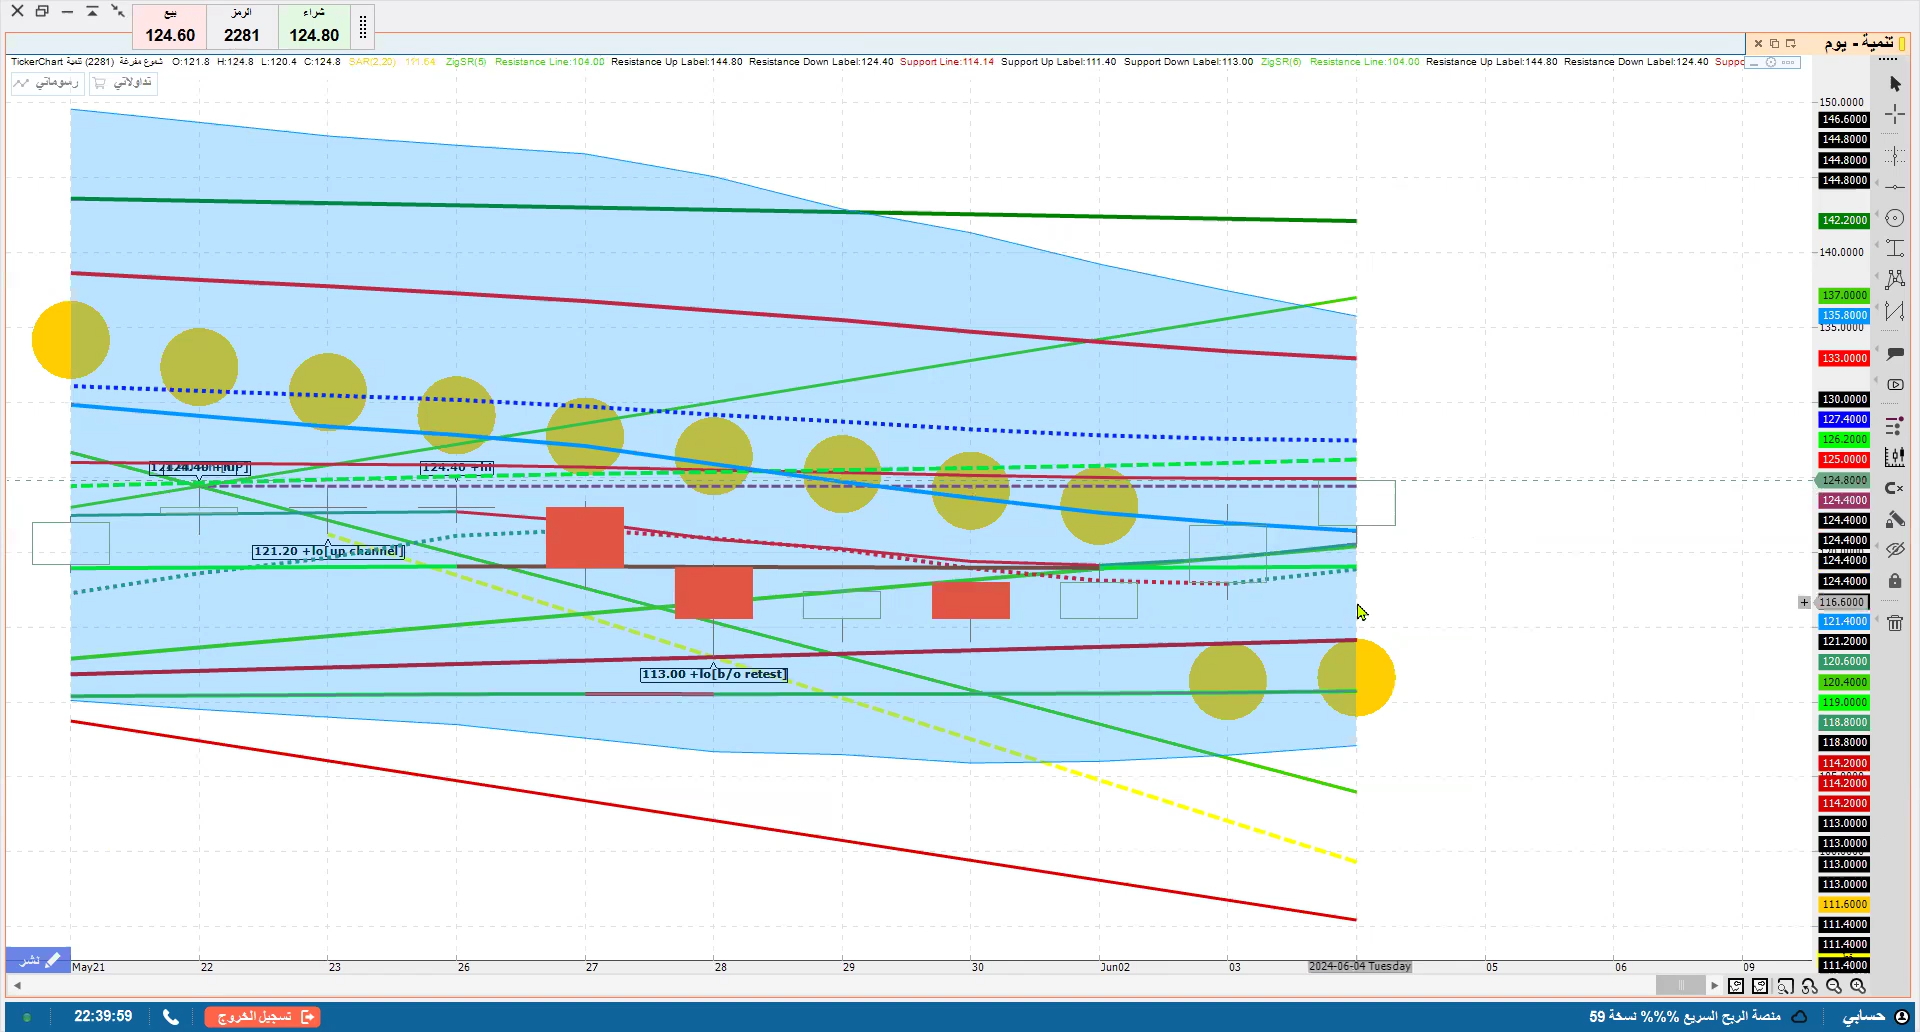 بيع
124.60
الرمز
2281
شراء
124.80
تنمية - يوم
TickerChart شموع مفرغة (2281) تنمية O:121.8 H:124.8 L:120.4 C:124.8 SAR(2,20) 111.64 ZigSR(5) Resistance Line:104.00 Resistance Up Label:144.80 Resistance Down Label:124.40 Support Line:114.14 Support Up Label:111.40 Support Down Label:113.00 ZigSR(6) Resistance Line:104.00 Resistance Up Label:144.80 Resistance Down Label:124.40 Suppo
رسوماتي
تداولاتي
124.40 +hi
121.20 +lo[up channel]
113.00 +lo[b/o retest]
150.0000
146.6000
144.8000
144.8000
144.8000
142.2000
140.0000
137.0000
135.8000
135.0000
133.0000
130.0000
127.4000
126.2000
125.0000
124.8000
124.4000
124.4000
124.4000
124.4000
124.4000
116.6000
121.4000
121.2000
120.6000
120.4000
119.0000
118.8000
118.8000
114.2000
114.2000
114.2000
113.0000
113.0000
113.0000
113.0000
111.6000
111.4000
111.4000
111.4000
نشر
May21 22 23 26 27 28 29 30 Jun02 03 2024-06-04 Tuesday 05 06 09
22:39:59
تسجيل الخروج
منصة الربح السريع %%% نسخة 59
حسابي